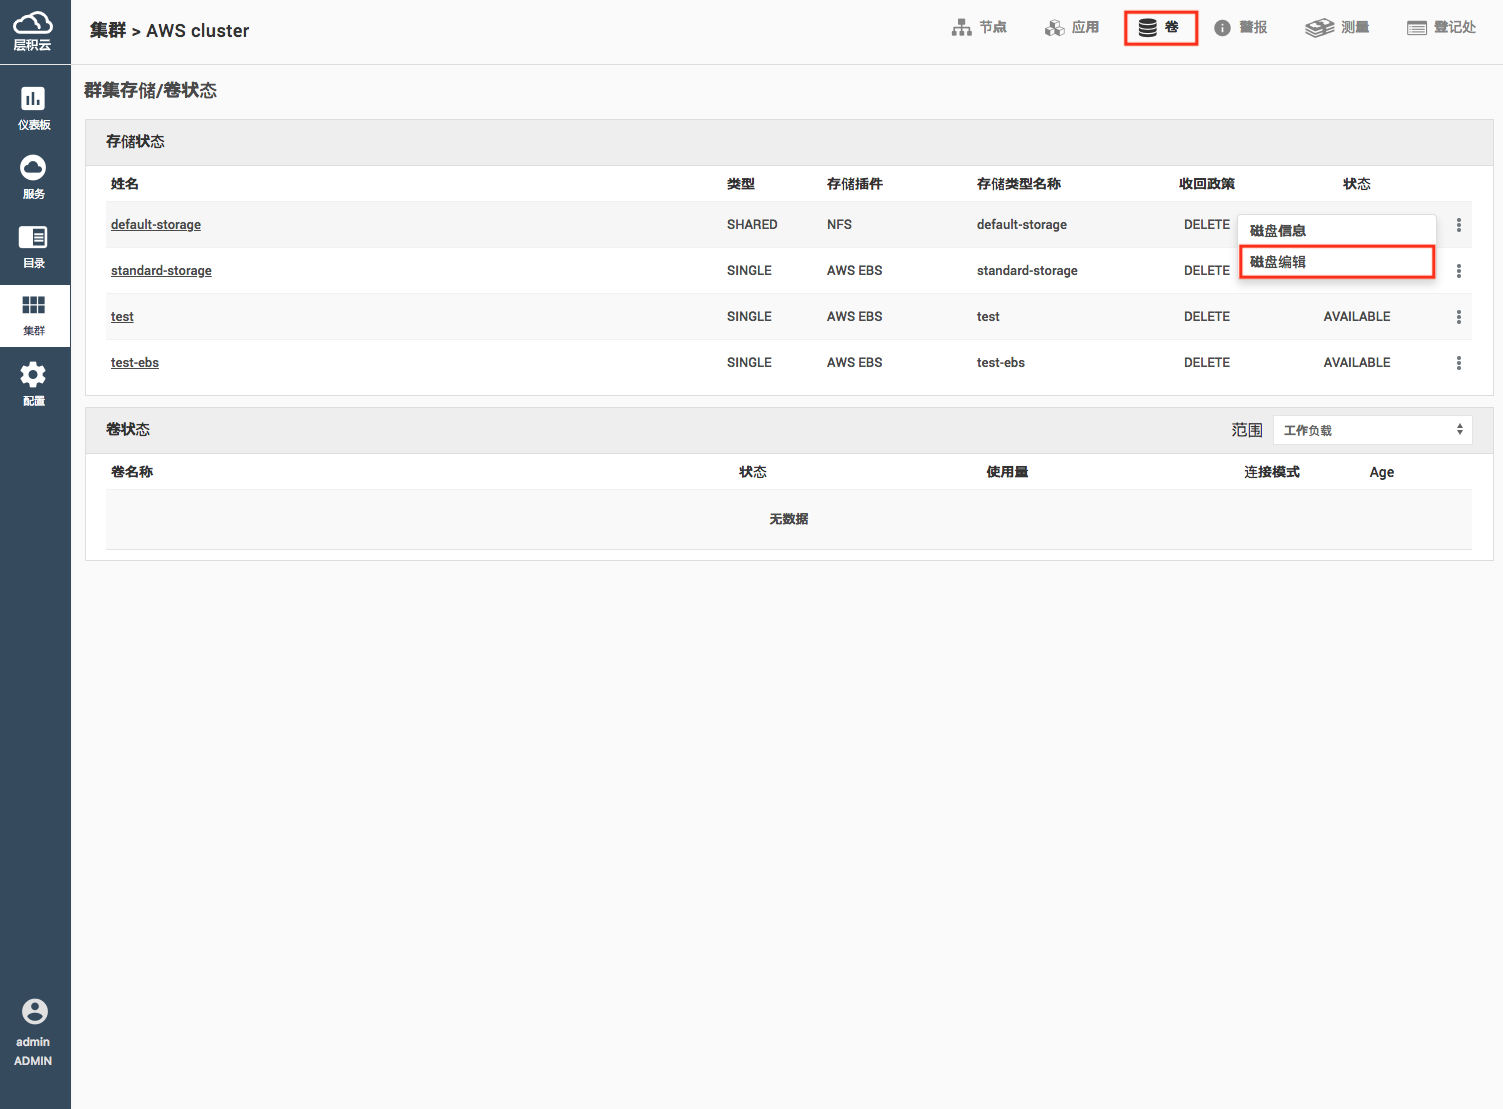 层积云
集群 > AWS cluster
节点
应用
卷
警报
测量
登记处
仪表板
服务
目录
集群
配置
admin
ADMIN
群集存储/卷状态
存储状态
姓名 类型 存储插件 存储类型名称 收回政策 状态
default-storage SHARED NFS default-storage DELETE
磁盘信息
磁盘编辑
standard-storage SINGLE AWS EBS standard-storage DELETE
test SINGLE AWS EBS test DELETE AVAILABLE
test-ebs SINGLE AWS EBS test-ebs DELETE AVAILABLE
卷状态 范围 工作负载
卷名称 状态 使用量 连接模式 Age
无数据